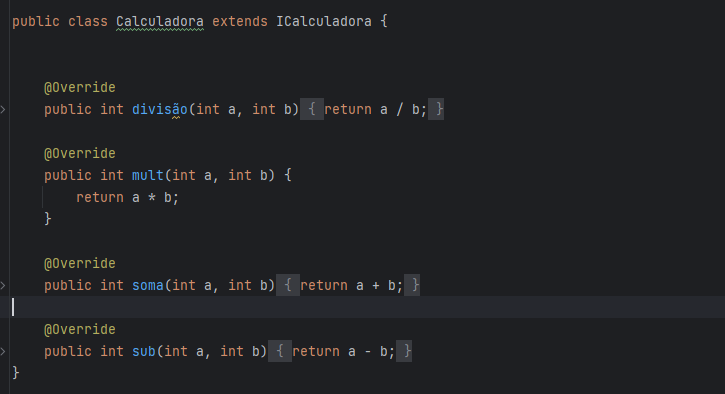 public class Calculadora extends ICalculadora {
@Override
public int divisão(int a, int b) { return a / b; }
@Override
public int mult(int a, int b) {
return a * b;
}
@Override
public int soma(int a, int b) { return a + b; }
@Override
public int sub(int a, int b) { return a - b; }
}